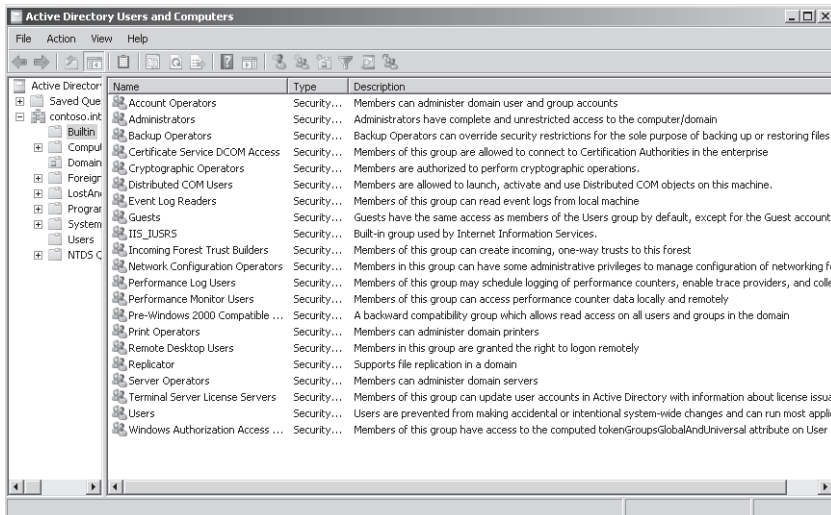 Active Directory Users and Computers
File Action View Help
Active Director
Saved Que
contoso.int
Builtin
Comput
Domain
Foreign
LostAn
Progra
System
Users
NTDS Q
Name Type Description
Account Operators Security... Members can administer domain user and group accounts
Administrators Security... Administrators have complete and unrestricted access to the computer/domain
Backup Operators Security... Backup Operators can override security restrictions for the sole purpose of backing up or restoring files
Certificate Service DCOM Access Security... Members of this group are allowed to connect to Certification Authorities in the enterprise
Cryptographic Operators Security... Members are authorized to perform cryptographic operations.
Distributed COM Users Security... Members are allowed to launch, activate and use Distributed COM objects on this machine.
Event Log Readers Security... Members of this group can read event logs from local machine
Guests Security... Guests have the same access as members of the Users group by default, except for the Guest account
IIS_IUSRS Security... Built-in group used by Internet Information Services.
Incoming Forest Trust Builders Security... Members of this group can create incoming, one-way trusts to this forest
Network Configuration Operators Security... Members in this group can have some administrative privileges to manage configuration of networking f
Performance Log Users Security... Members of this group may schedule logging of performance counters, enable trace providers, and colle
Performance Monitor Users Security... Members of this group can access performance counter data locally and remotely
Pre-Windows 2000 Compatible ... Security... A backward compatibility group which allows read access on all users and groups in the domain
Print Operators Security... Members can administer domain printers
Remote Desktop Users Security... Members in this group are granted the right to logon remotely
Replicator Security... Supports file replication in a domain
Server Operators Security... Members can administer domain servers
Terminal Server License Servers Security... Members of this group can update user accounts in Active Directory with information about license issua
Users Security... Users are prevented from making accidental or intentional system-wide changes and can run most appli
Windows Authorization Access ... Security... Members of this group have access to the computed tokenGroupsGlobalAndUniversal attribute on User